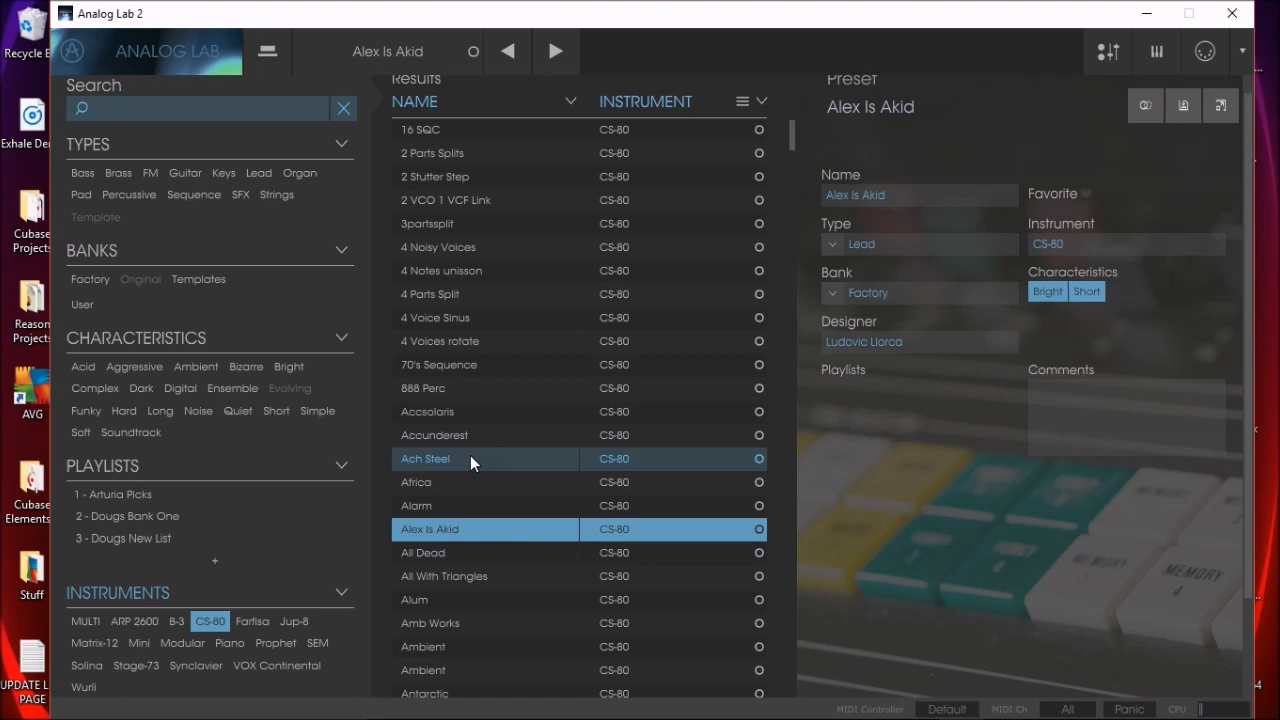 Analog Lab 2
ANALOG LAB
Alex Is Akid
Recycle
Exhale De
Cubase
Projects
Reason
Projects
AVG
Cubase
Elements
Stuff
UPDATE L
PAGE
Search
TYPES
Bass Brass FM Guitar Keys Lead Organ
Pad Percussive Sequence SFX Strings
Template
BANKS
Factory Original Templates
User
CHARACTERISTICS
Acid Aggressive Ambient Bizarre Bright
Complex Dark Digital Ensemble Evolving
Funky Hard Long Noise Quiet Short Simple
Soft Soundtrack
PLAYLISTS
1 - Arturia Picks
2 - Dougs Bank One
3 - Dougs New List
+
INSTRUMENTS
MULTI ARP 2600 B-3 CS-80 Farfisa Jup-8
Matrix-12 Mini Modular Piano Prophet SEM
Solina Stage-73 Synclavier VOX Continental
Wurli
Results
NAME INSTRUMENT
16 SQC CS-80
2 Parts Splits CS-80
2 Stutter Step CS-80
2 VCO 1 VCF Link CS-80
3partssplit CS-80
4 Noisy Voices CS-80
4 Notes unisson CS-80
4 Parts Split CS-80
4 Voice Sinus CS-80
4 Voices rotate CS-80
70's Sequence CS-80
888 Perc CS-80
Accsolaris CS-80
Accunderest CS-80
Ach Steel CS-80
Africa CS-80
Alarm CS-80
Alex Is Akid CS-80
All Dead CS-80
All With Triangles CS-80
Alum CS-80
Amb Works CS-80
Ambient CS-80
Ambient CS-80
Antarctic CS-80
Preset
Alex Is Akid
Name
Alex Is Akid
Favorite
Type
Lead
Instrument
CS-80
Bank
Factory
Characteristics
Bright Short
Designer
Ludovic Llorca
Playlists
Comments
MEMORY
4
MIDI Controller Default MIDI Ch All Panic CPU